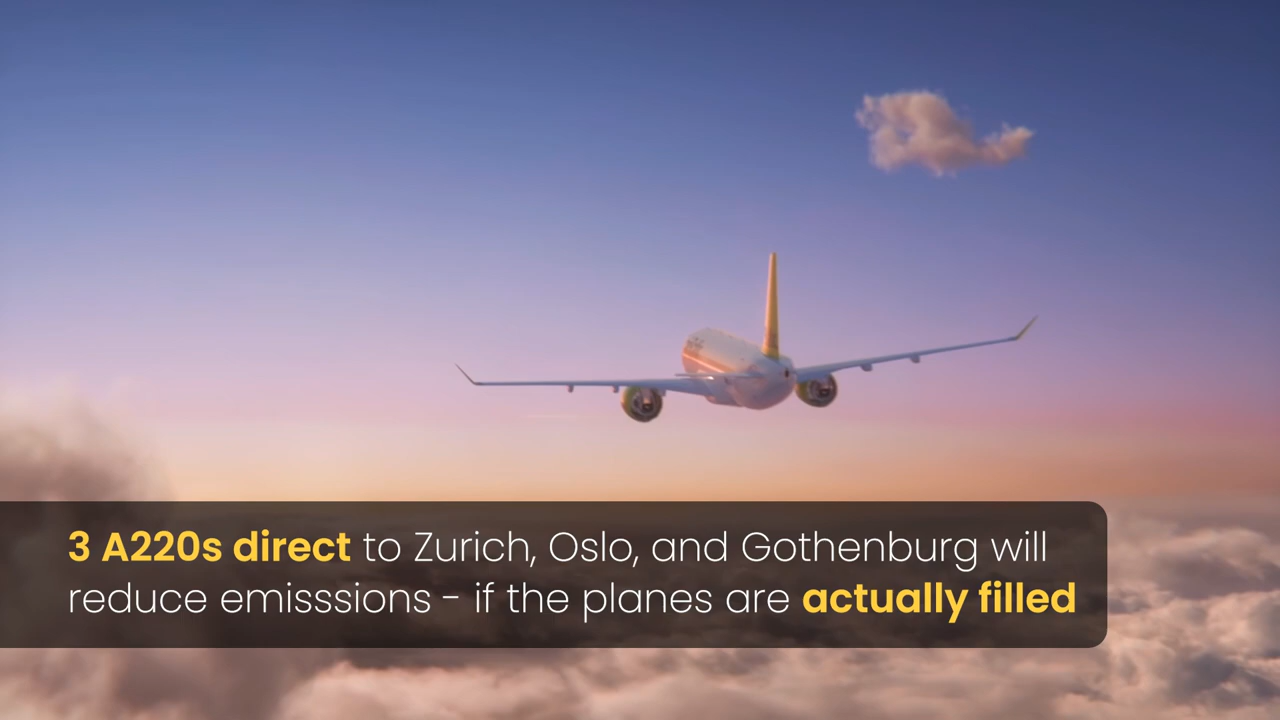 3 A220s direct to Zurich, Oslo, and Gothenburg will
reduce emisssions - if the planes are actually filled